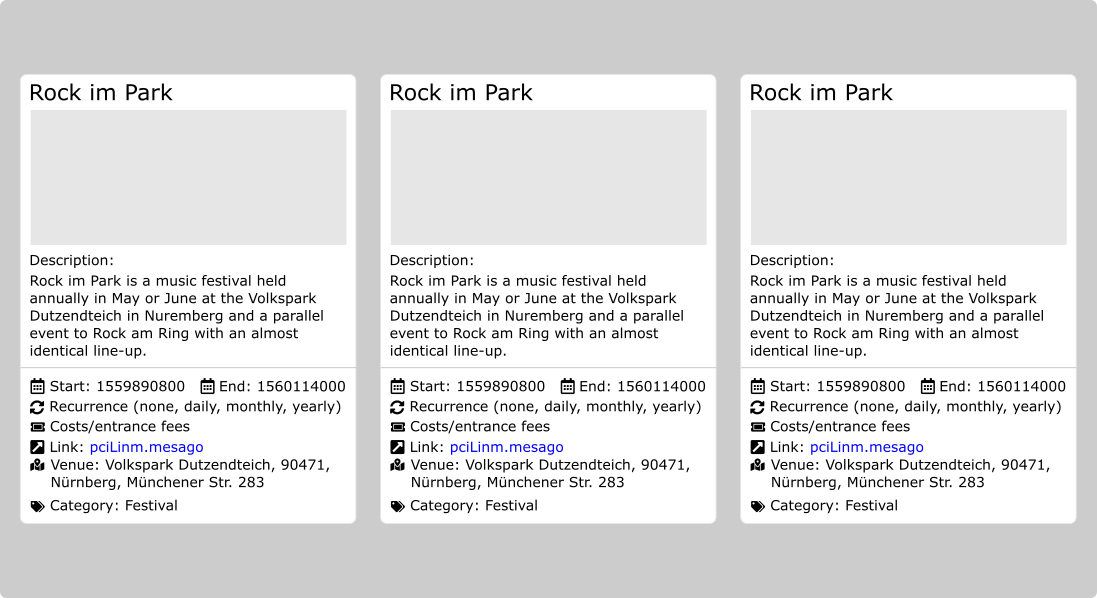 Rock im Park
Description:
Rock im Park is a music festival held
annually in May or June at the Volkspark
Dutzendteich in Nuremberg and a parallel
event to Rock am Ring with an almost
identical line-up.
Start: 1559890800 End: 1560114000
Recurrence (none, daily, monthly, yearly)
Costs/entrance fees
Link: pciLinm.mesago
Venue: Volkspark Dutzendteich, 90471,
Nürnberg, Münchener Str. 283
Category: Festival
Rock im Park
Description:
Rock im Park is a music festival held
annually in May or June at the Volkspark
Dutzendteich in Nuremberg and a parallel
event to Rock am Ring with an almost
identical line-up.
Start: 1559890800 End: 1560114000
Recurrence (none, daily, monthly, yearly)
Costs/entrance fees
Link: pciLinm.mesago
Venue: Volkspark Dutzendteich, 90471,
Nürnberg, Münchener Str. 283
Category: Festival
Rock im Park
Description:
Rock im Park is a music festival held
annually in May or June at the Volkspark
Dutzendteich in Nuremberg and a parallel
event to Rock am Ring with an almost
identical line-up.
Start: 1559890800 End: 1560114000
Recurrence (none, daily, monthly, yearly)
Costs/entrance fees
Link: pciLinm.mesago
Venue: Volkspark Dutzendteich, 90471,
Nürnberg, Münchener Str. 283
Category: Festival